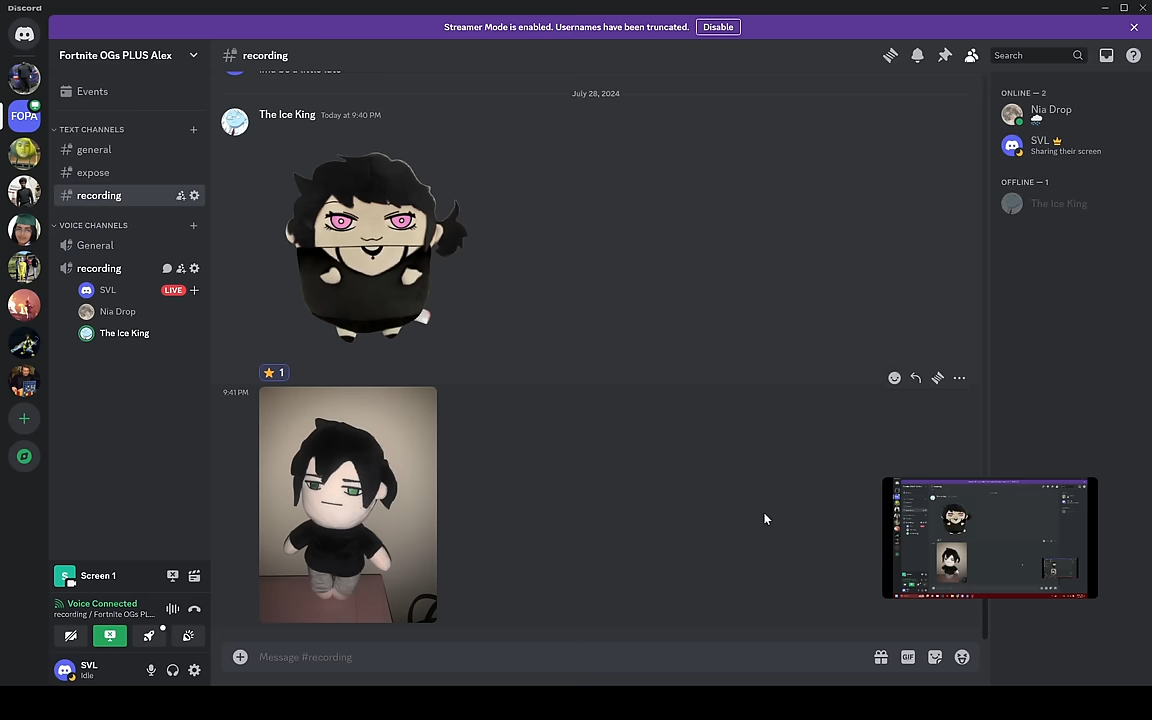 Discord
Streamer Mode is enabled. Usernames have been truncated.
Disable
Fortnite OGs PLUS Alex
recording
Search
Events
FOPA
TEXT CHANNELS
general
expose
recording
VOICE CHANNELS
General
recording
SVL
LIVE
Nia Drop
The Ice King
July 28, 2024
The Ice King Today at 9:40 PM
1
9:41 PM
ONLINE — 2
Nia Drop
SVL
Sharing their screen
OFFLINE — 1
The Ice King
S
Screen 1
Voice Connected
recording / Fortnite OGs PL...
SVL
Idle
Message #recording
GIF